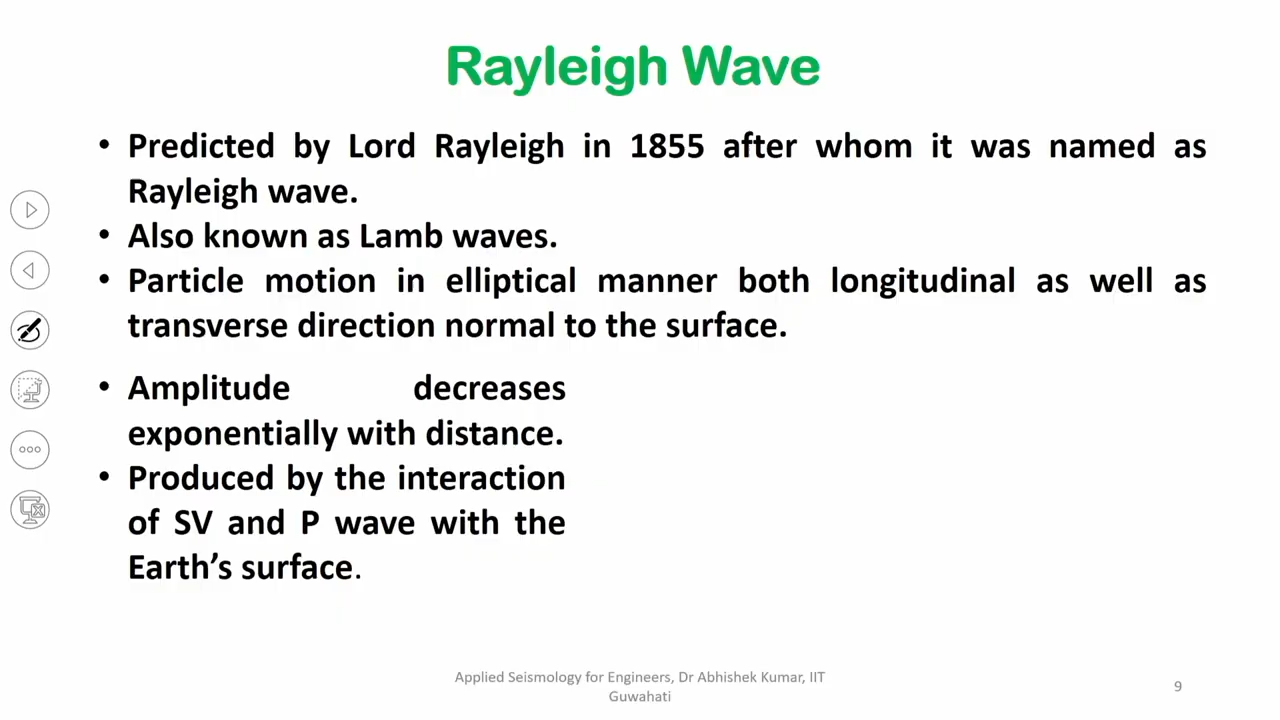 Rayleigh Wave
• Predicted by Lord Rayleigh in 1855 after whom it was named as
Rayleigh wave.
• Also known as Lamb waves.
• Particle motion in elliptical manner both longitudinal as well as
transverse direction normal to the surface.
• Amplitude decreases
exponentially with distance.
• Produced by the interaction
of SV and P wave with the
Earth's surface.
Applied Seismology for Engineers, Dr Abhishek Kumar, IIT
Guwahati
9